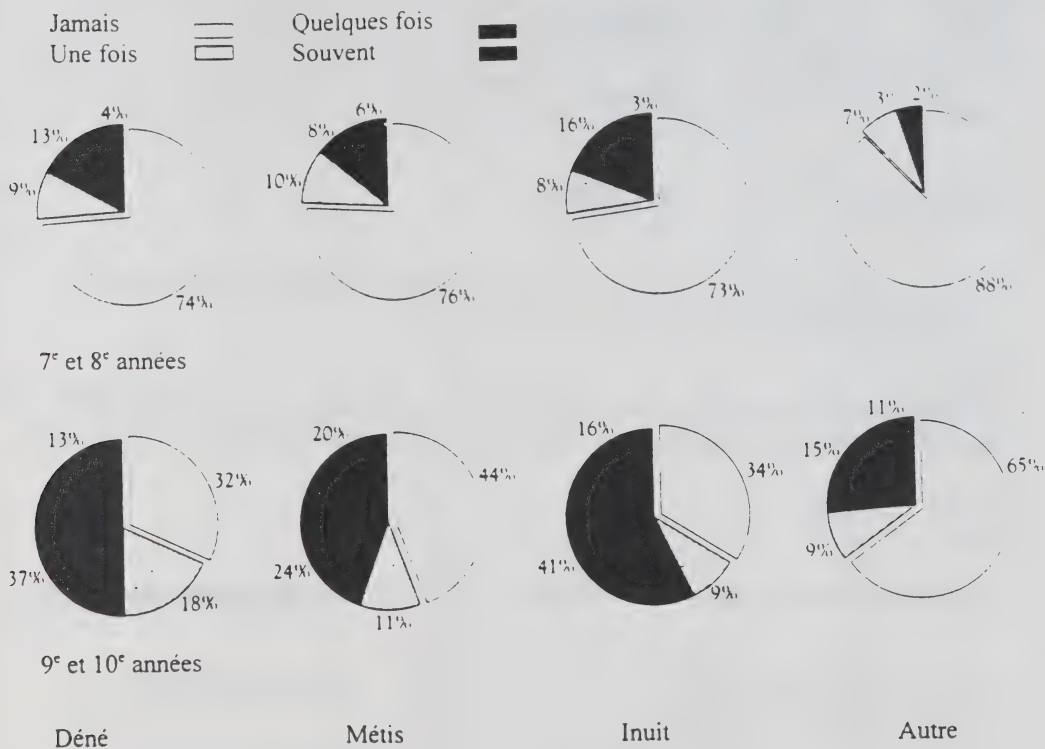 Jamais Quelques fois
Une fois Souvent
4% 6% 3% 3% 2%
13% 8% 16% 7%
9% 10% 8%
74% 76% 73% 88%
7e et 8e années
13% 20% 16% 11%
32% 44% 34% 15% 65%
37% 24% 41% 9%
18% 11% 9%
9e et 10e années
Déné Métis Inuit Autre